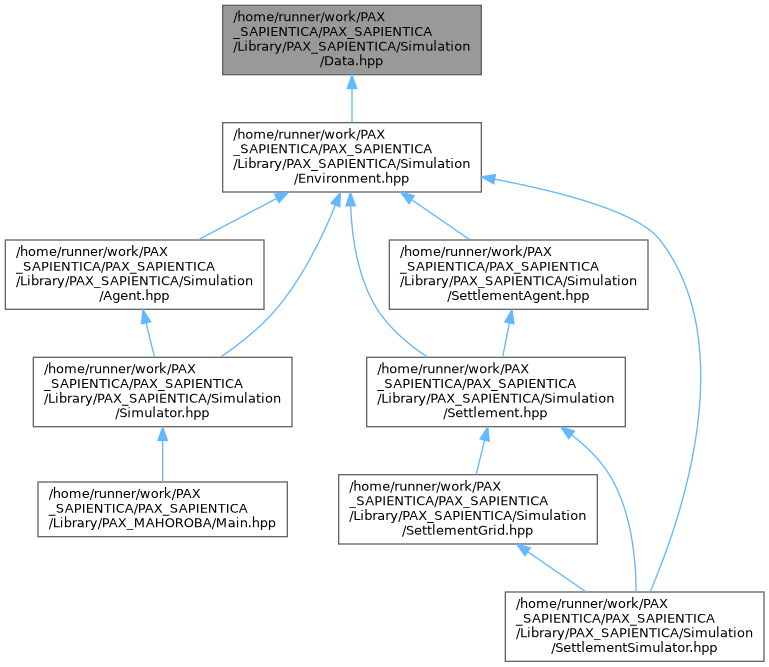 /home/runner/work/PAX
_SAPIENTICA/PAX_SAPIENTICA
/Library/PAX_SAPIENTICA/Simulation
/Data.hpp
/home/runner/work/PAX
_SAPIENTICA/PAX_SAPIENTICA
/Library/PAX_SAPIENTICA/Simulation
/Environment.hpp
/home/runner/work/PAX
_SAPIENTICA/PAX_SAPIENTICA
/Library/PAX_SAPIENTICA/Simulation
/Agent.hpp
/home/runner/work/PAX
_SAPIENTICA/PAX_SAPIENTICA
/Library/PAX_SAPIENTICA/Simulation
/SettlementAgent.hpp
/home/runner/work/PAX
_SAPIENTICA/PAX_SAPIENTICA
/Library/PAX_SAPIENTICA/Simulation
/Simulator.hpp
/home/runner/work/PAX
_SAPIENTICA/PAX_SAPIENTICA
/Library/PAX_SAPIENTICA/Simulation
/Settlement.hpp
/home/runner/work/PAX
_SAPIENTICA/PAX_SAPIENTICA
/Library/PAX_MAHOROBA/Main.hpp
/home/runner/work/PAX
_SAPIENTICA/PAX_SAPIENTICA
/Library/PAX_SAPIENTICA/Simulation
/SettlementGrid.hpp
/home/runner/work/PAX
_SAPIENTICA/PAX_SAPIENTICA
/Library/PAX_SAPIENTICA/Simulation
/SettlementSimulator.hpp